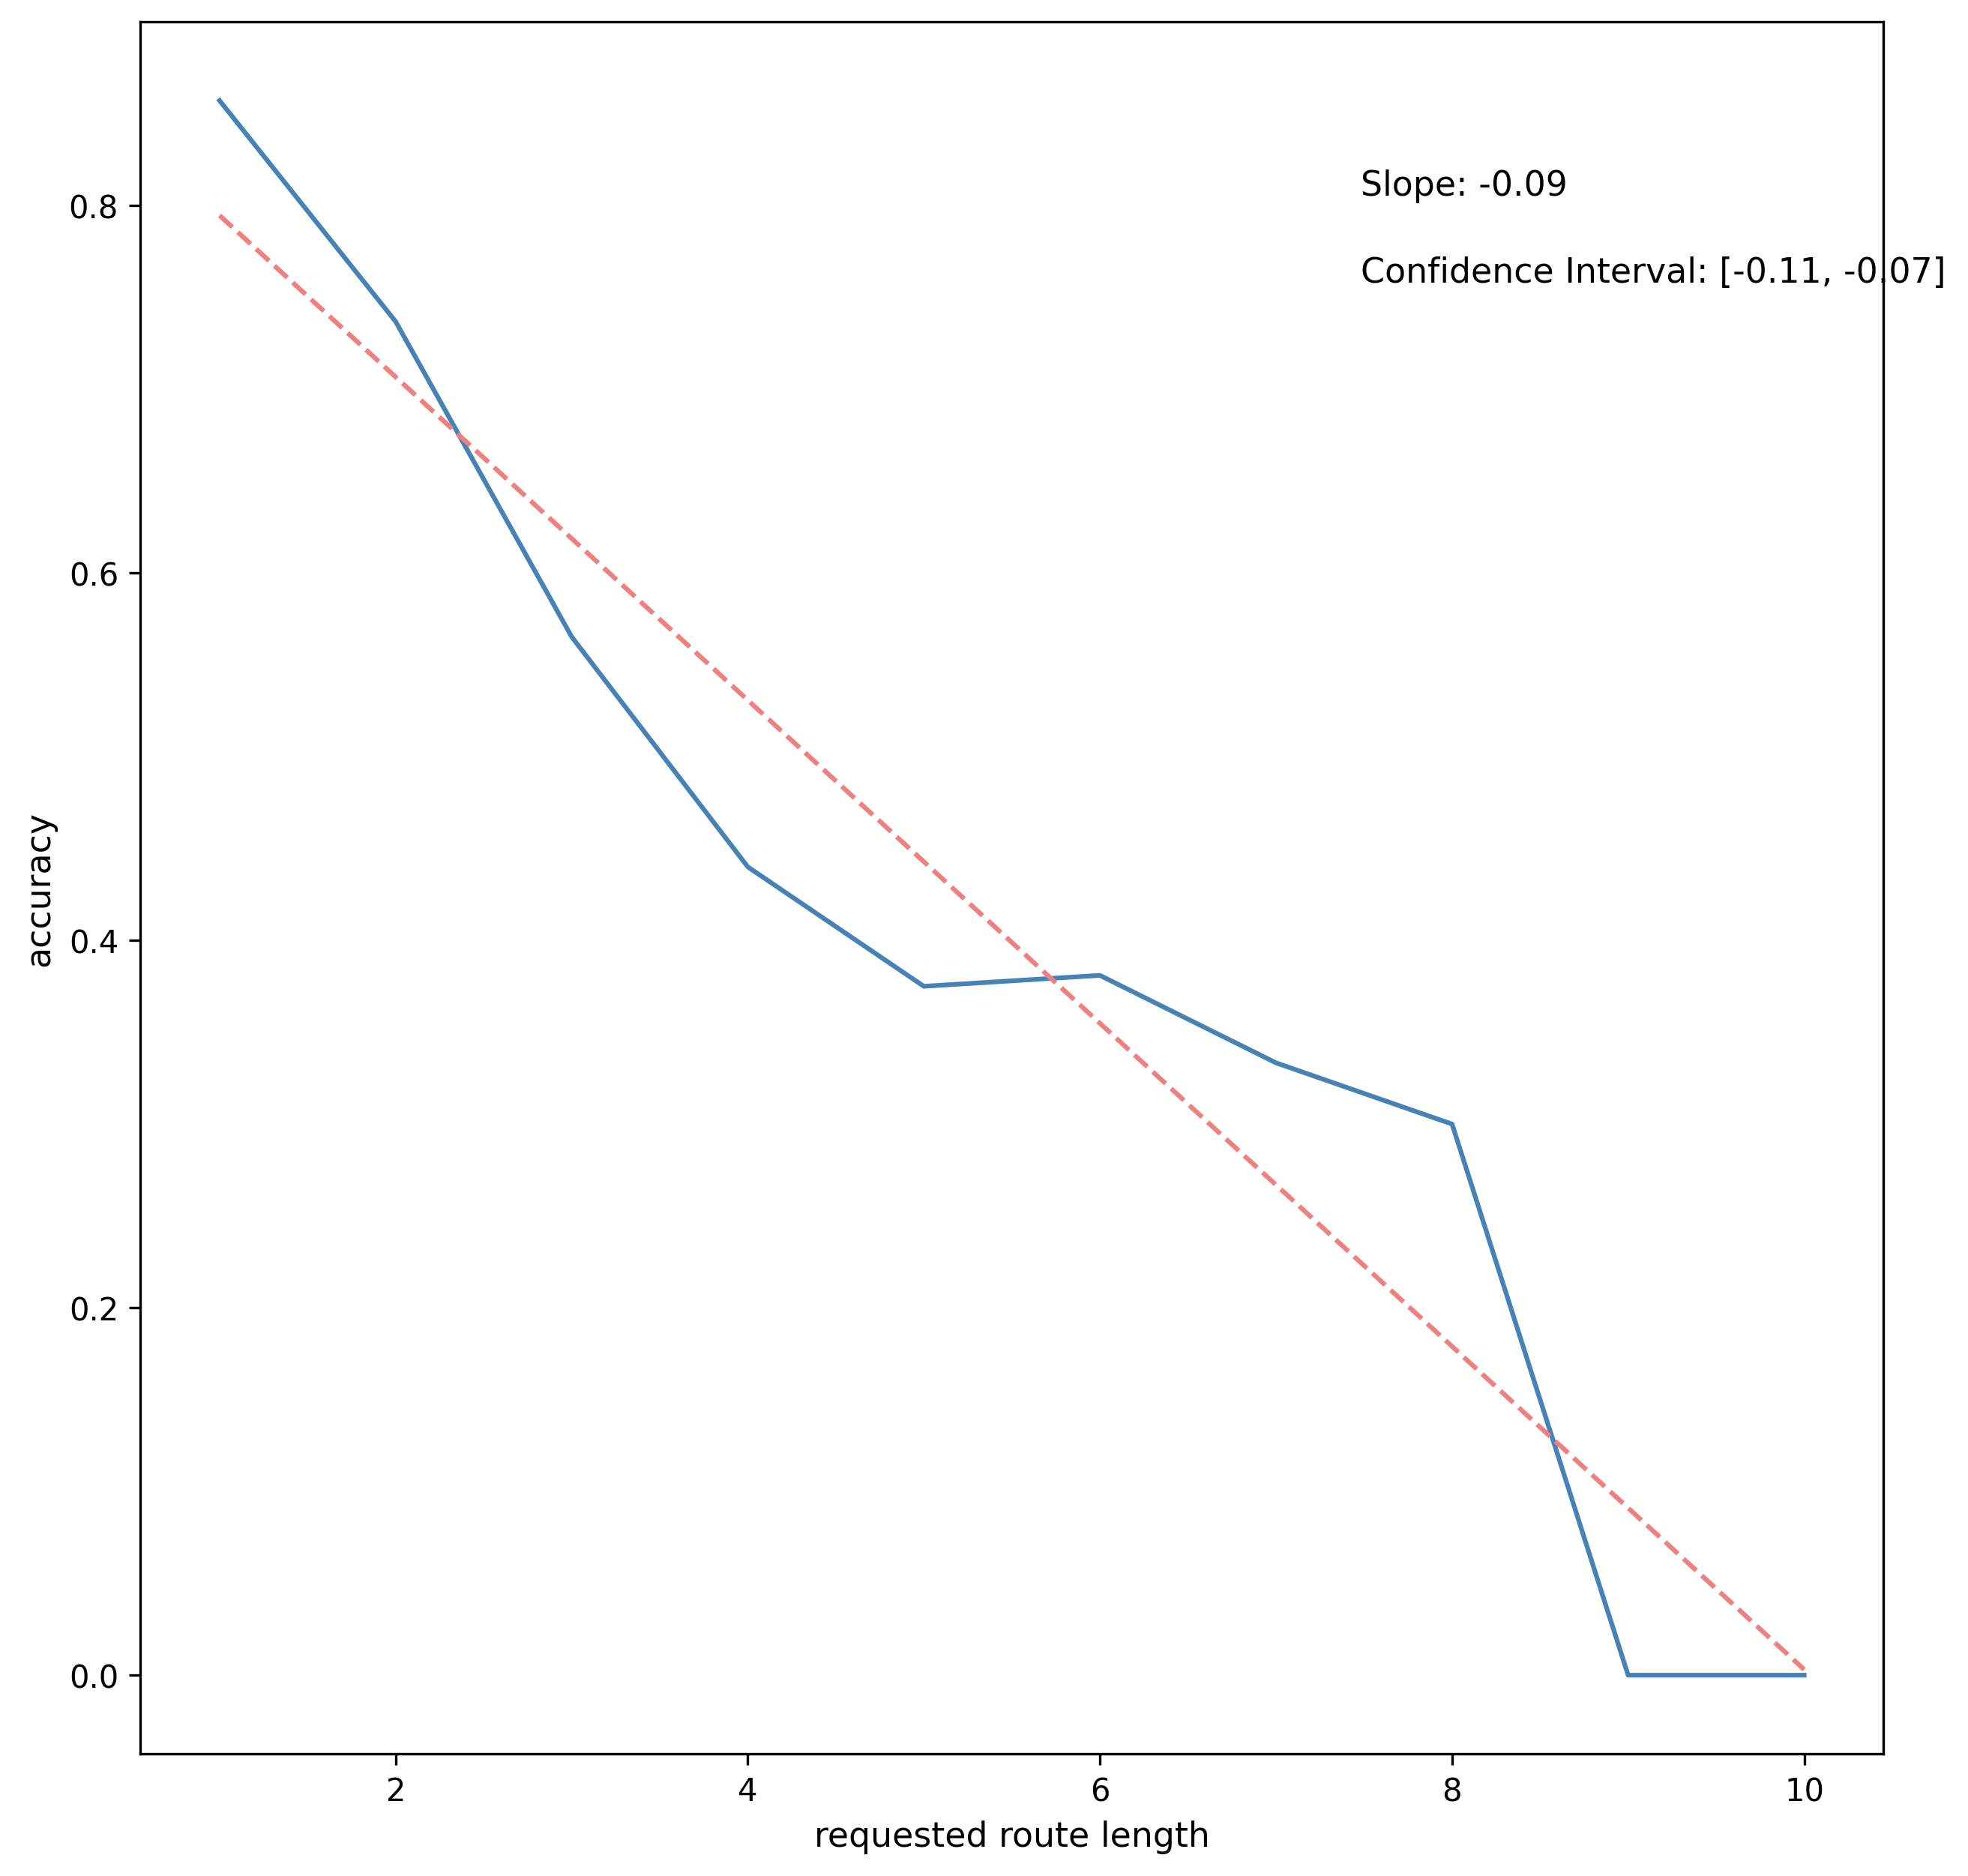 Slope: -0.09
Confidence Interval: [-0.11, -0.07]
accuracy
0.8
0.6
0.4
0.2
0.0
2 4 6 8 10
requested route length